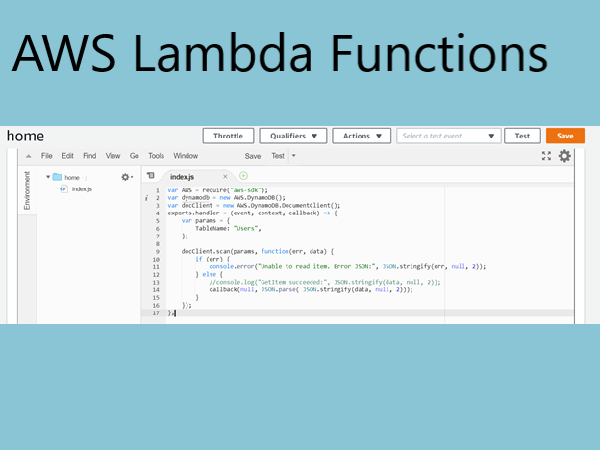 AWS Lambda Functions
home
Throttle Qualifiers Actions Select a test event Test Save
File Edit Find View Go Tools Window Save Test
Environment
home
index.js
index.js
1 var AWS = require("aws-sdk");
2 var dynamodb = new AWS.DynamoDB();
3 var docClient = new AWS.DynamoDB.DocumentClient();
4 exports.handler = (event, context, callback) => {
5 var params = {
6 TableName: "Users",
7 };
8
9 docClient.scan(params, function(err, data) {
10 if (err) {
11 console.error("Unable to read item. Error JSON:", JSON.stringify(err, null, 2));
12 } else {
13 //console.log("GetItem succeeded:", JSON.stringify(data, null, 2));
14 callback(null, JSON.parse( JSON.stringify(data, null, 2)));
15 }
16 });
17 };